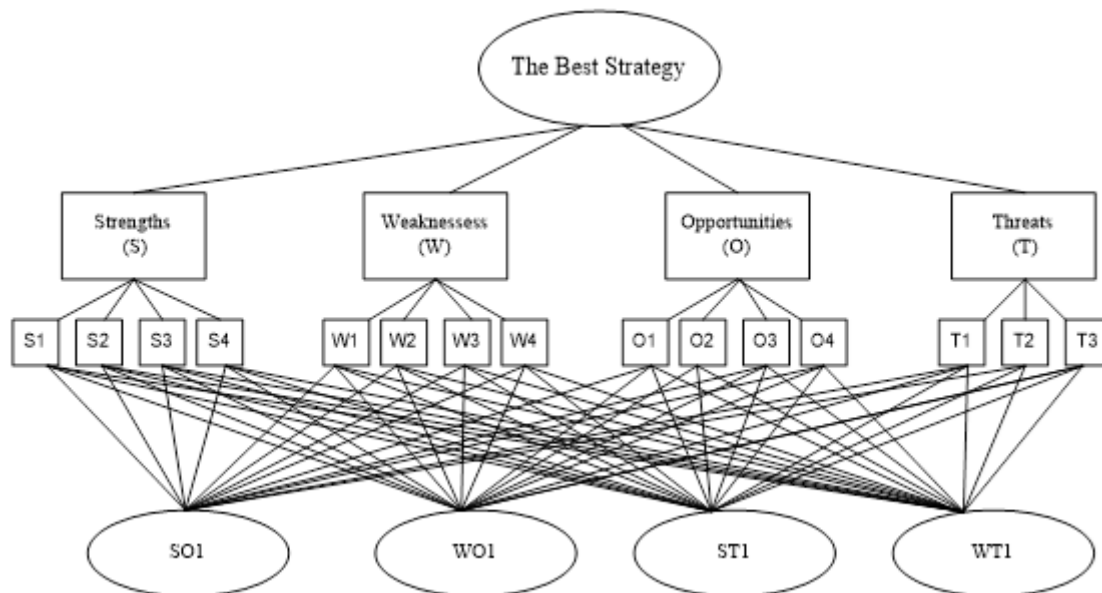 The Best Strategy
Strengths
(S)
Weaknessess
(W)
Opportunities
(O)
Threats
(T)
S1
S2
S3
S4
W1
W2
W3
W4
O1
O2
O3
O4
T1
T2
T3
SO1
WO1
ST1
WT1